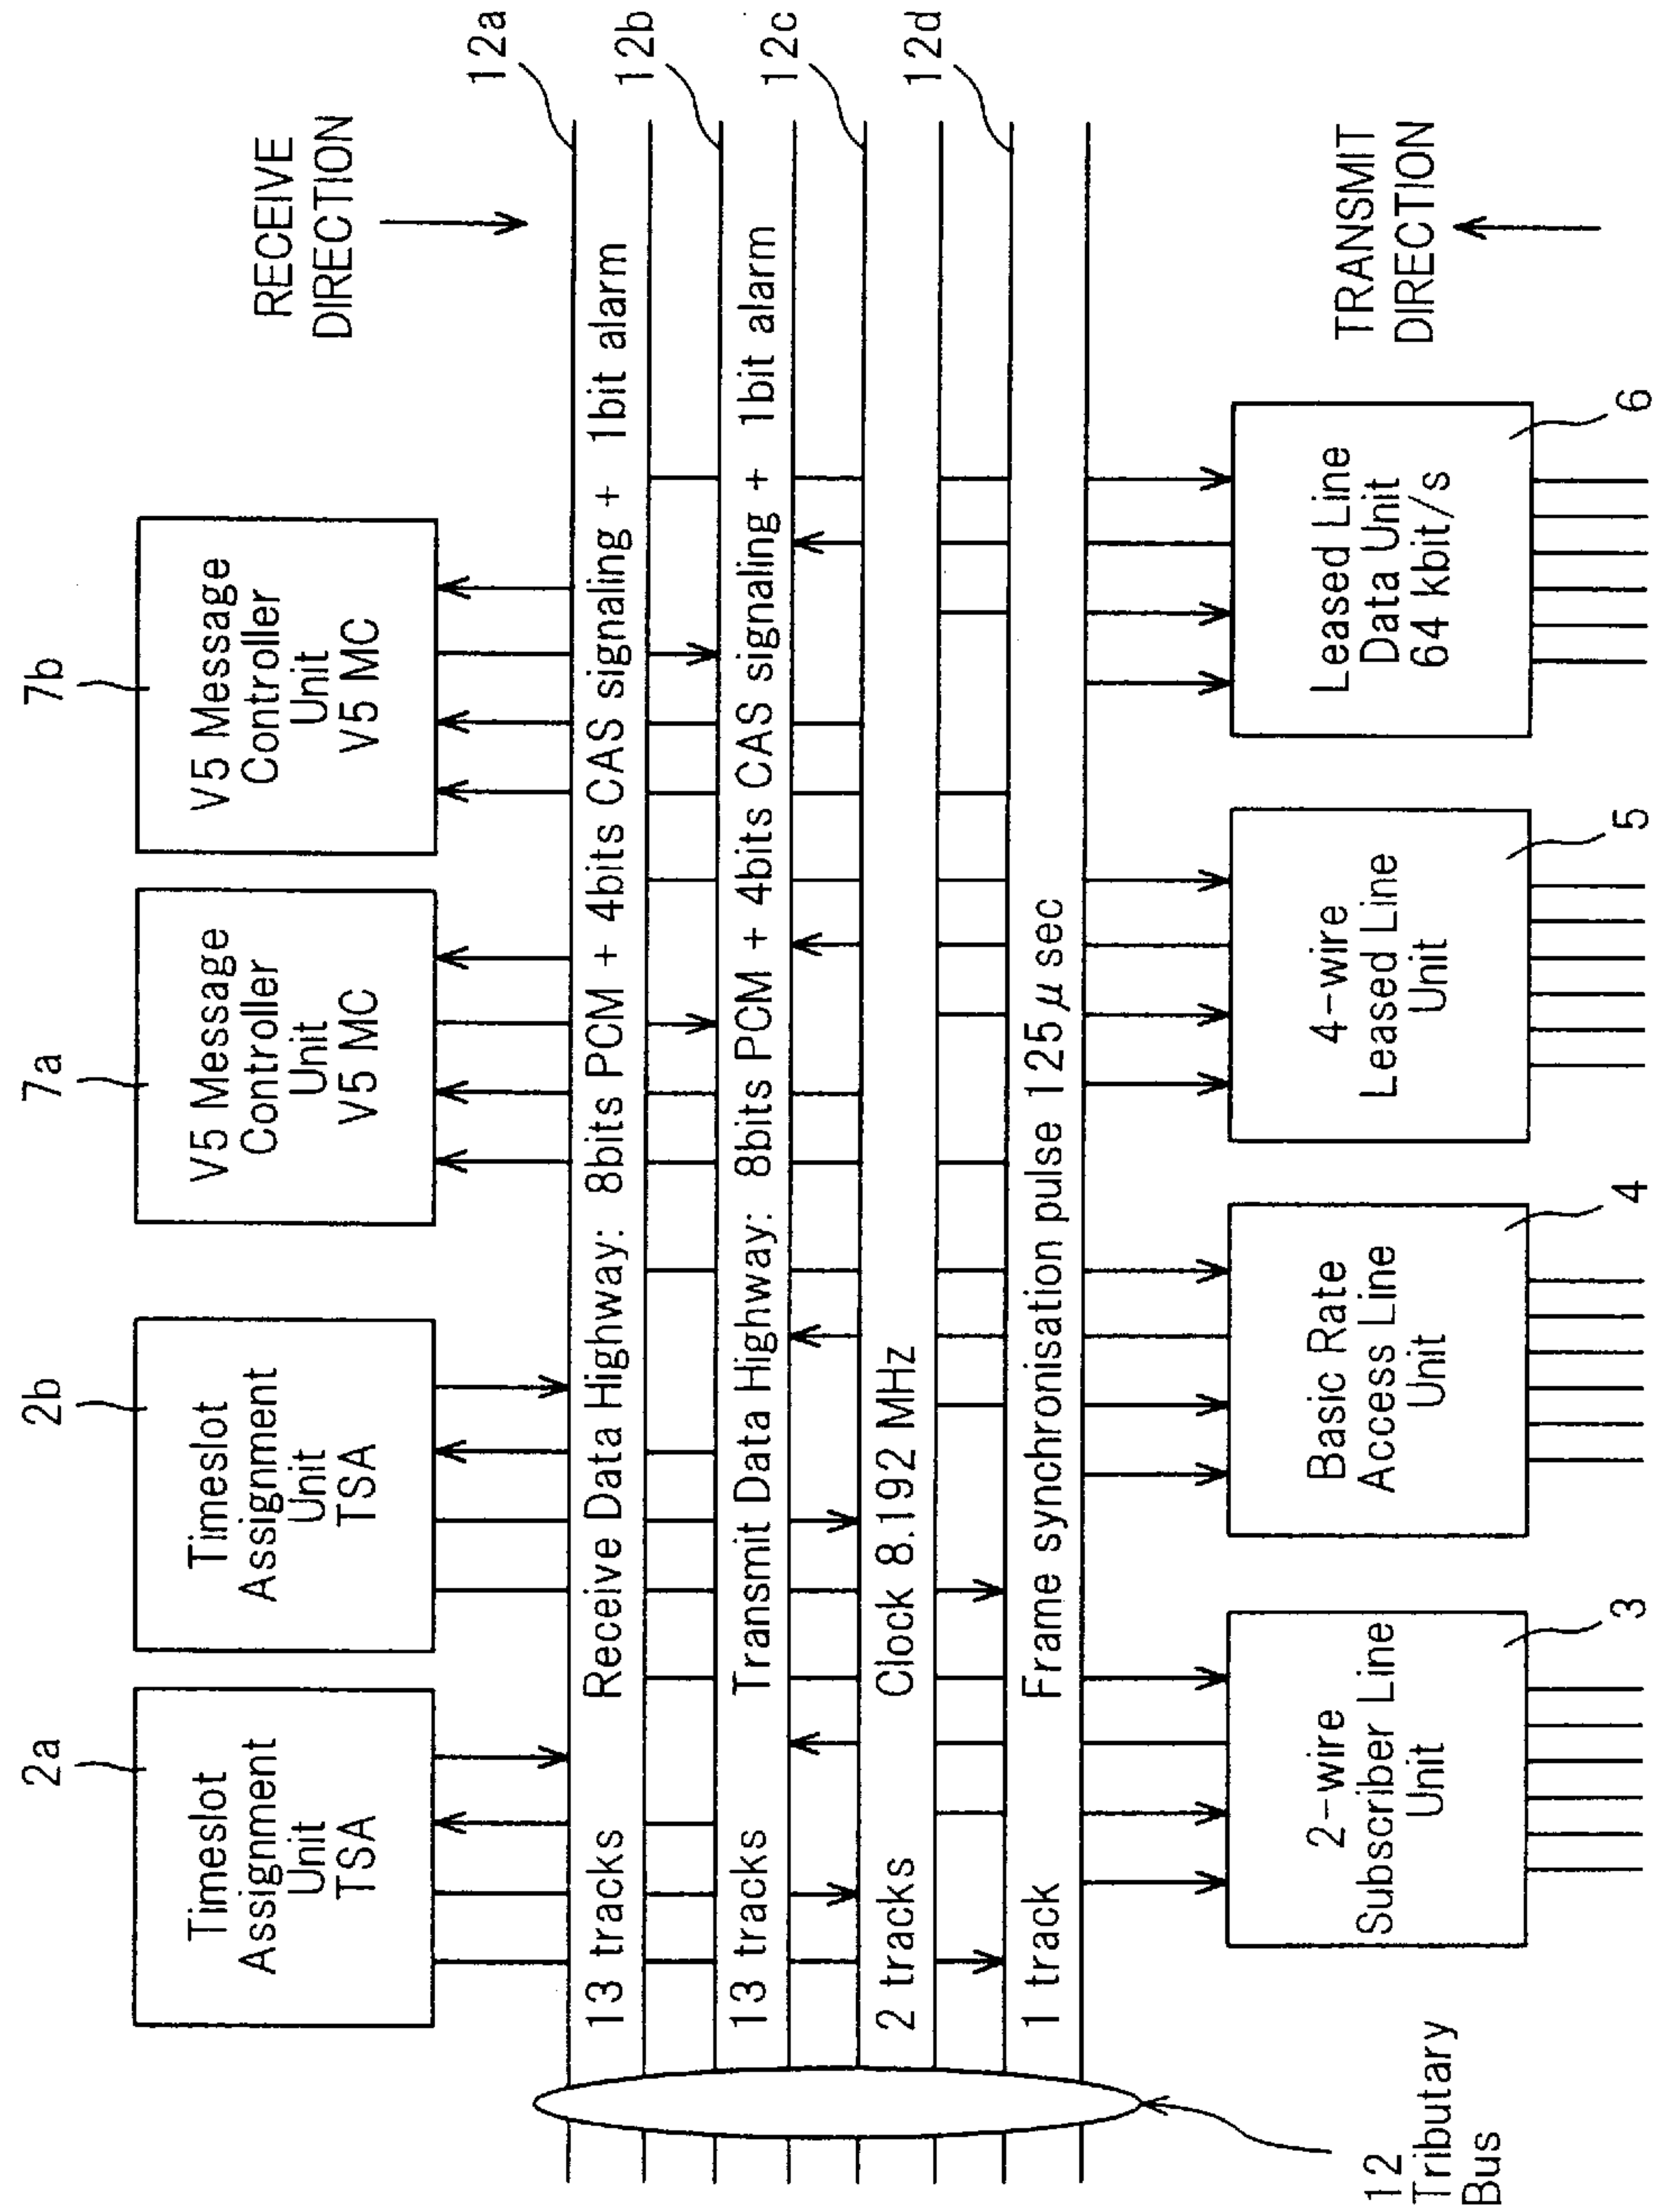 2a
2b
7a
7b
Timeslot
Assignment
Unit
TSA
Timeslot
Assignment
Unit
TSA
V5 Message
Controller
Unit
V5 MC
V5 Message
Controller
Unit
V5 MC
RECEIVE
DIRECTION
12a
12b
12c
12d
13 tracks Receive Data Highway: 8bits PCM + 4bits CAS signaling + 1bit alarm
13 tracks Transmit Data Highway: 8bits PCM + 4bits CAS signaling + 1bit alarm
2 tracks Clock 8.192 MHz
1 track Frame synchronisation pulse 125 μ sec
12
Tributary
Bus
2-wire
Subscriber Line
Unit
3
Basic Rate
Access Line
Unit
4
4-wire
Leased Line
Unit
5
Leased Line
Data Unit
64 kbit/s
6
TRANSMIT
DIRECTION